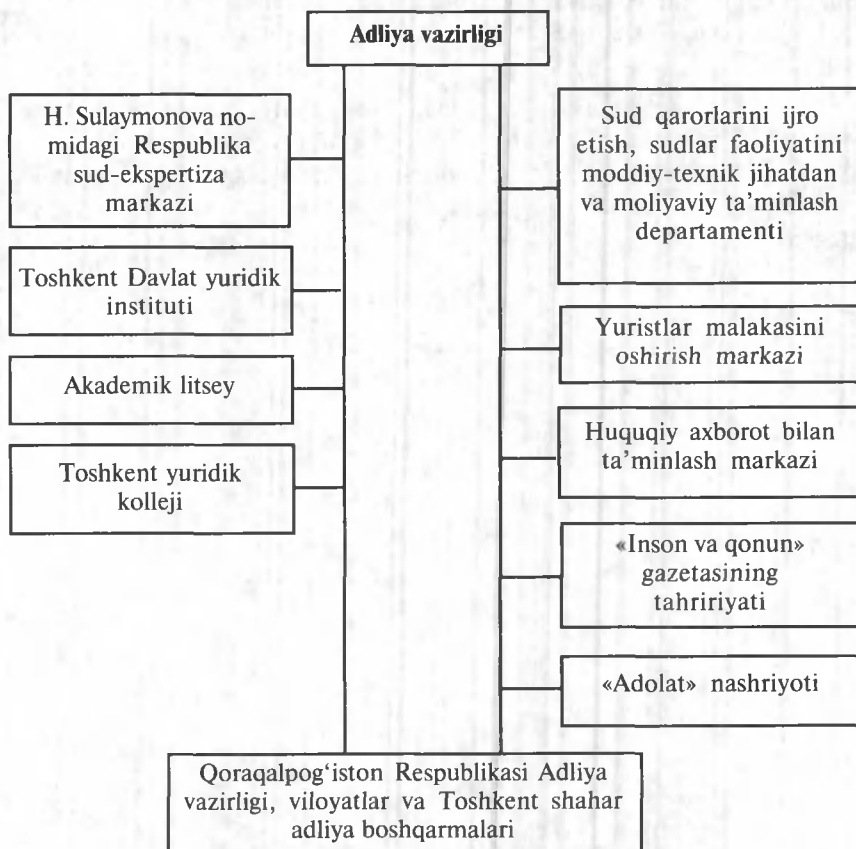 Adliya vazirligi
H. Sulaymonova no-
midagi Respublika
sud-ekspertiza
markazi
Toshkent Davlat yuridik
instituti
Akademik litsey
Toshkent yuridik
kolleji
Sud qarorlarini ijro
etish, sudlar faoliyatini
moddiy-texnik jihatdan
va moliyaviy ta'minlash
departamenti
Yuristlar malakasini
oshirish markazi
Huquqiy axborot bilan
ta'minlash markazi
«Inson va qonun»
gazetasining
tahririyati
«Adolat» nashriyoti
Qoraqalpog‘iston Respublikasi Adliya
vazirligi, viloyatlar va Toshkent shahar
adliya boshqarmalari